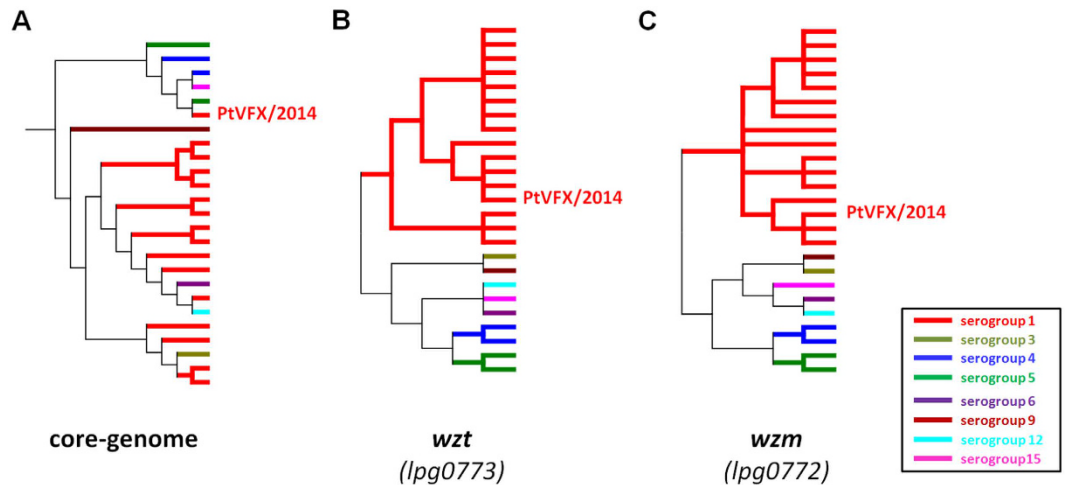 A
B
C
PtVFX/2014
PtVFX/2014
PtVFX/2014
core-genome
wzt
(lpg0773)
wzm
(lpg0772)
serogroup 1
serogroup 3
serogroup 4
serogroup 5
serogroup 6
serogroup 9
serogroup 12
serogroup15